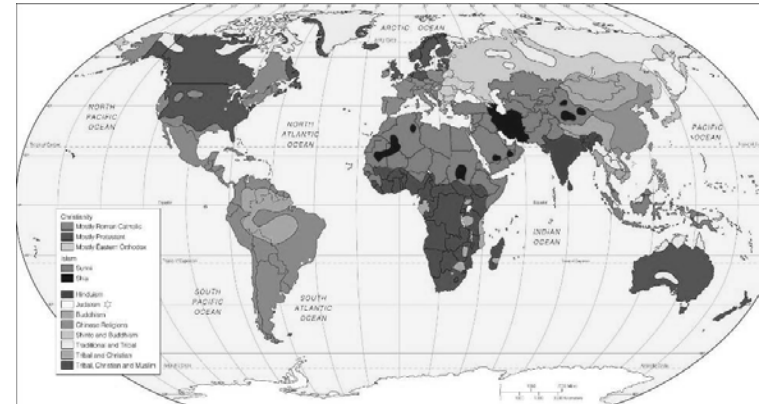 ARCTIC OCEAN
NORTH
PACIFIC
OCEAN
NORTH
ATLANTIC
OCEAN
PACIFIC
OCEAN
INDIAN
OCEAN
SOUTH
PACIFIC
OCEAN
SOUTH
ATLANTIC
OCEAN
Christianity
Mostly Roman Catholic
Mostly Protestant
Mostly Eastern Orthodox
Islam
Sunni
Shia
Hinduism
Judaism
Buddhism
Chinese Religions
Shinto and Buddhism
Traditional and Tribal
Tribal and Christian
Tribal, Christian and Muslim